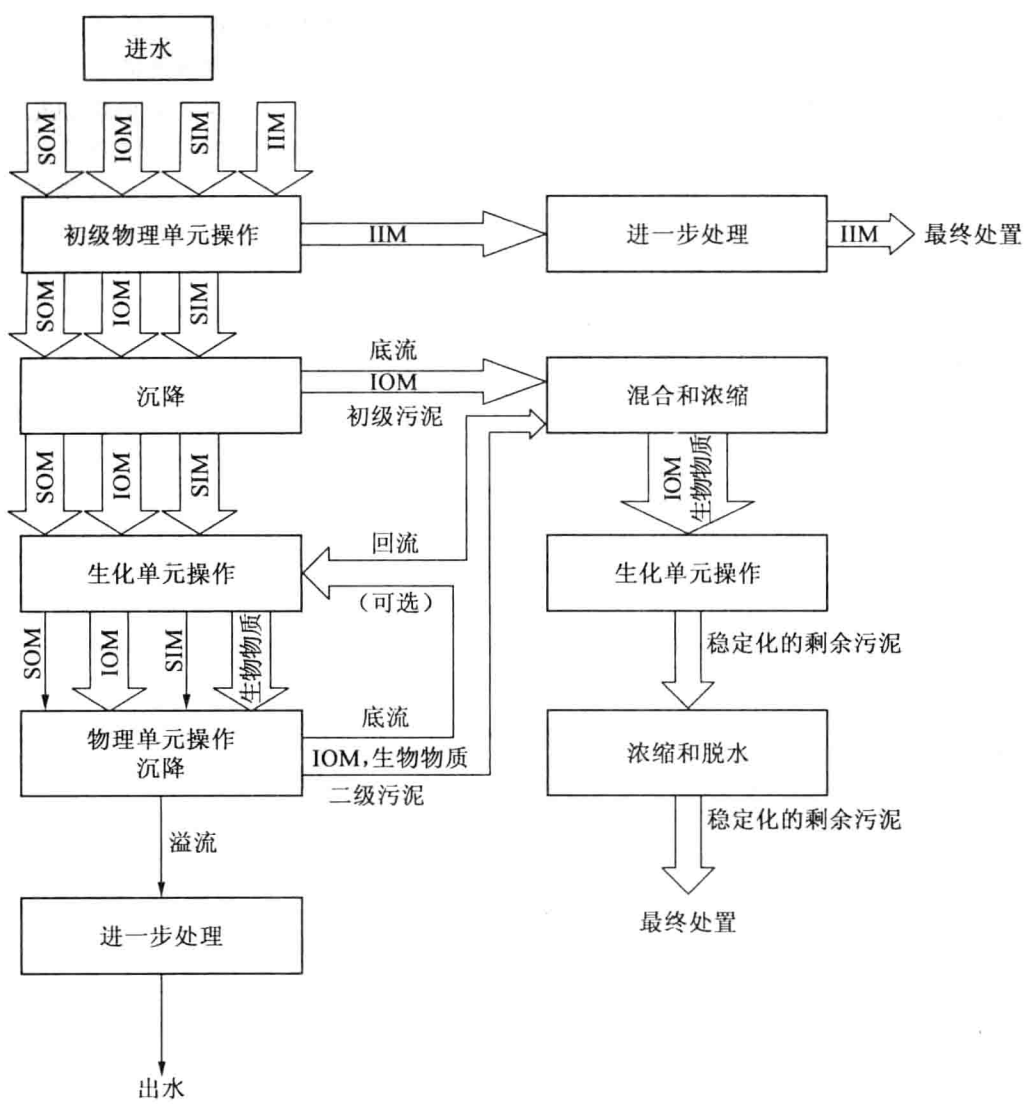 进水
SOM
IOM
SIM
IIM
初级物理单元操作
IIM
进一步处理
IIM
最终处置
SOM
IOM
SIM
沉降
底流
IOM
初级污泥
混合和浓缩
SOM
IOM
SIM
IOM
生物物质
生化单元操作
回流
(可选)
生化单元操作
SOM
IOM
SIM
生物物质
稳定化的剩余污泥
物理单元操作
沉降
底流
IOM,生物物质
二级污泥
浓缩和脱水
溢流
稳定化的剩余污泥
进一步处理
最终处置
出水